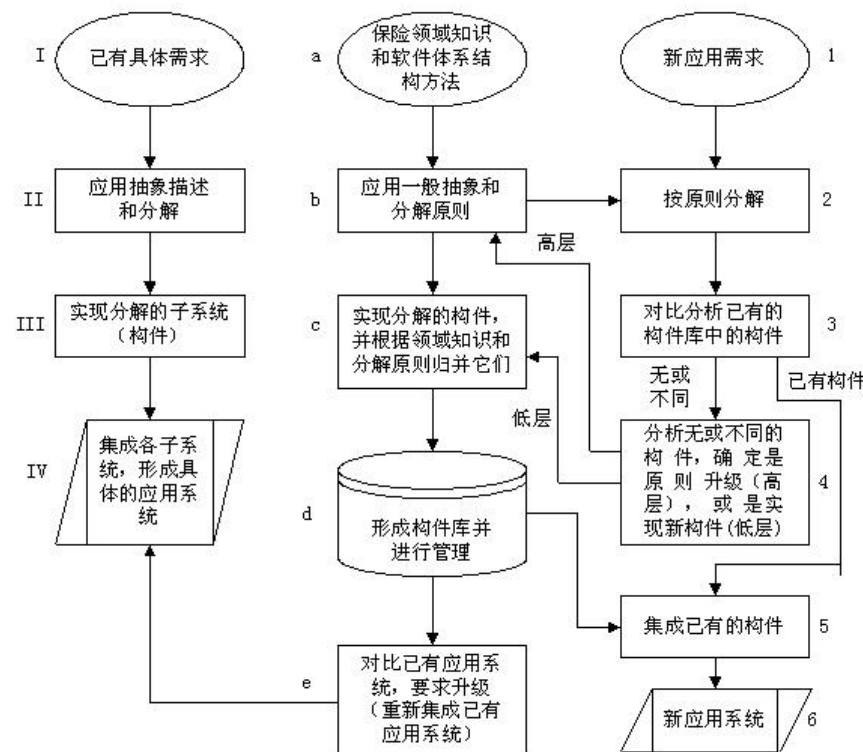 I
已有具体需求
a
保险领域知识
和软件体系结
构方法
新应用需求
1
II
应用抽象描述
和分解
b
应用一般抽象和
分解原则
按原则分解
2
高层
III
实现分解的子系统
(构件)
c
实现分解的构件,
并根据领域知识和
分解原则归并它们
对比分析已有的
构件库中的构件
3
无或
不同
已有构件
低层
IV
集成各子系
统, 形成具
体的应用系
统
分析无或不同的
构 件, 确 定是
原 则 升级 (高
层) , 或 是实
现新构件(低层)
4
d
形成构件库并
进行管理
集成已有的构件
5
e
对比已有应用系
统, 要求升级
(重新集成已有
应用系统)
新应用系统
6